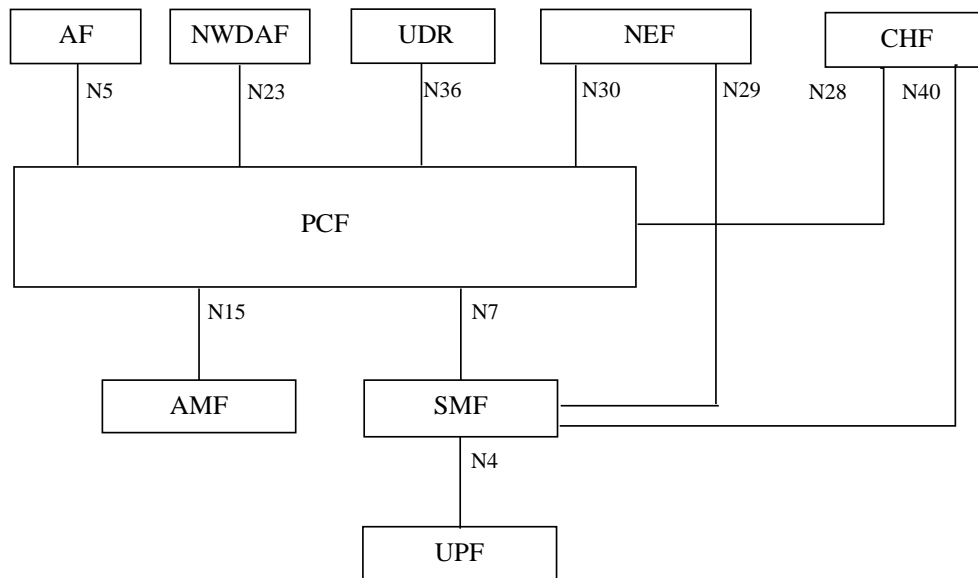 AF
NWDAF
UDR
NEF
CHF
N5
N23
N36
N30
N29
N28
N40
PCF
N15
N7
AMF
SMF
N4
UPF